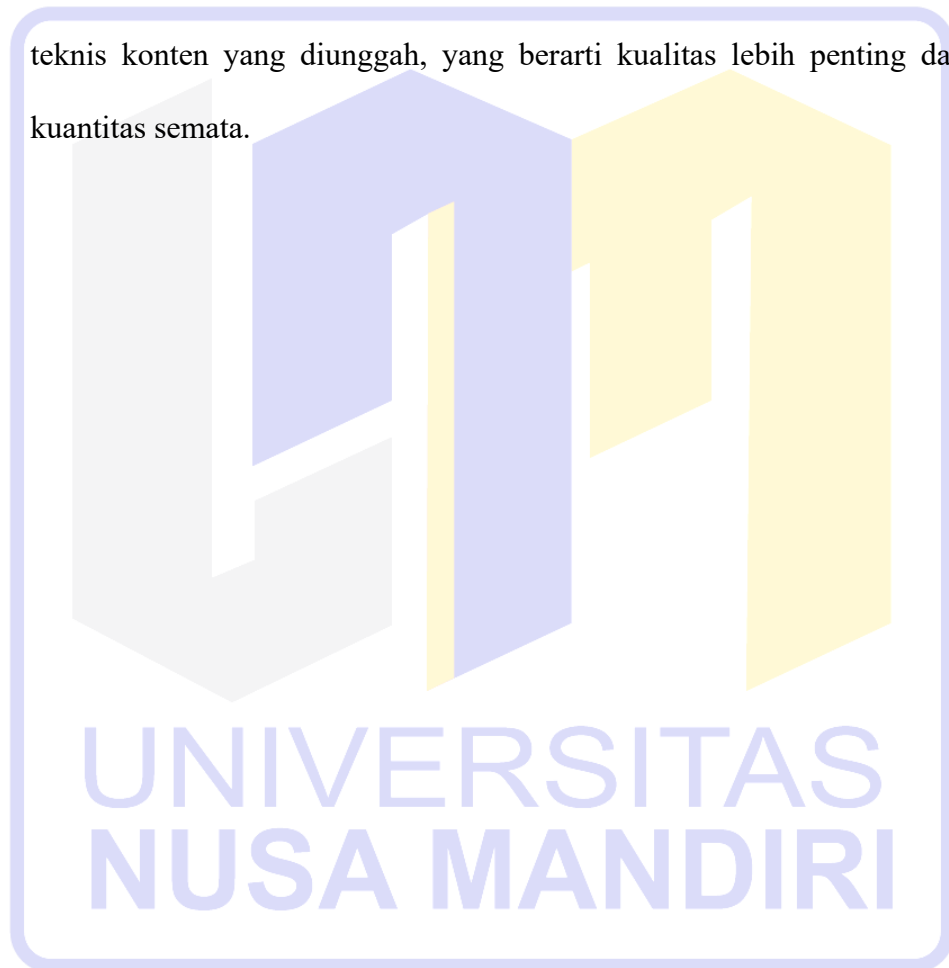 teknis konten yang diunggah, yang berarti kualitas lebih penting da
kuantitas semata.
UNIVERSITAS
NUSA MANDIRI